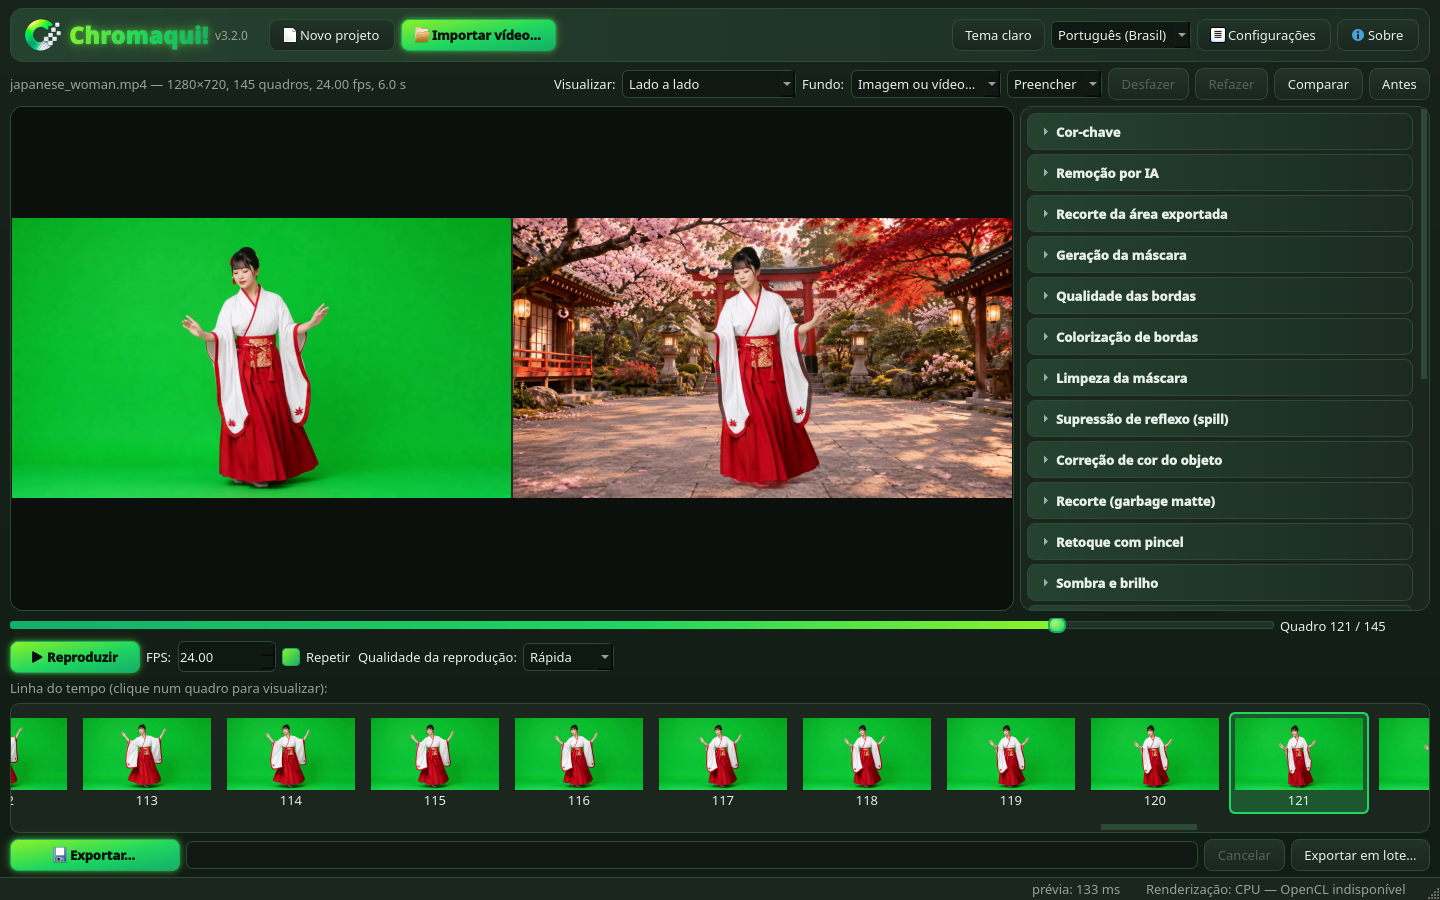 Chromaqui! v3.2.0 Novo projeto Importar vídeo... Tema claro Português (Brasil) Configurações Sobre
japanese_woman.mp4 — 1280×720, 145 quadros, 24.00 fps, 6.0 s Visualizar: Lado a lado Fundo: Imagem ou vídeo... Preencher Desfazer Refazer Comparar Antes
Cor-chave
Remoção por IA
Recorte da área exportada
Geração da máscara
Qualidade das bordas
Colorização de bordas
Limpeza da máscara
Supressão de reflexo (spill)
Correção de cor do objeto
Recorte (garbage matte)
Retoque com pincel
Sombra e brilho
Quadro 121 / 145
Reproduzir FPS: 24.00 Repetir Qualidade da reprodução: Rápida
Linha do tempo (clique num quadro para visualizar):
113 114 115 116 117 118 119 120 121
Exportar... Cancelar Exportar em lote...
prévia: 133 ms Renderização: CPU — OpenCL indisponível